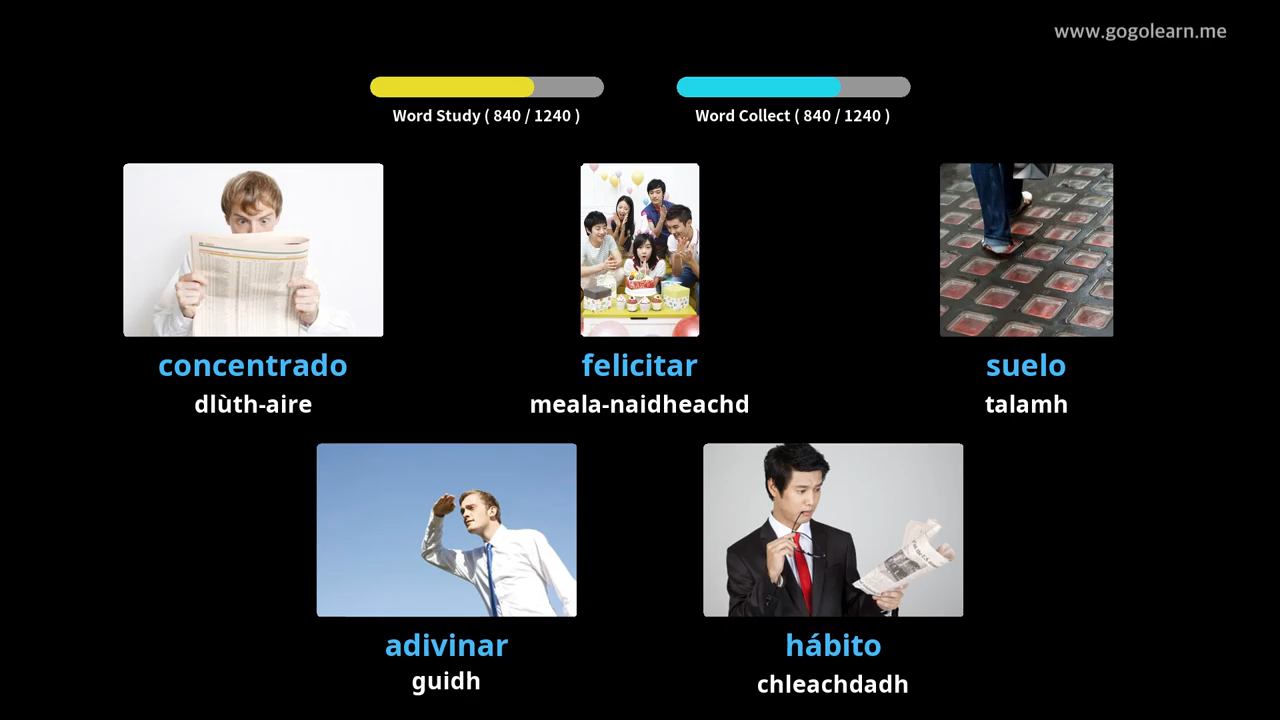 www.gogolearn.me
Word Study ( 840 / 1240 )
Word Collect ( 840 / 1240 )
concentrado
dlùth-aire
felicitar
meala-naidheachd
suelo
talamh
adivinar
guidh
hábito
chleachdadh